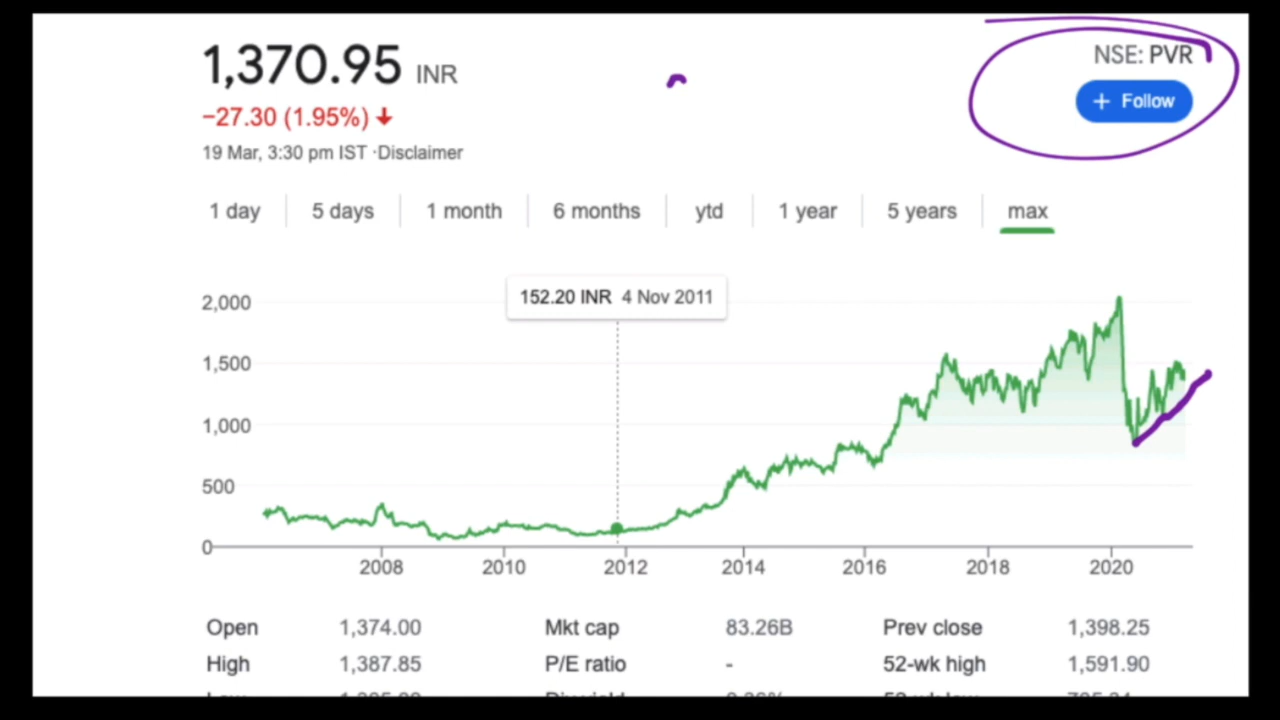 1,370.95 INR
NSE: PVR
−27.30 (1.95%)
+ Follow
19 Mar, 3:30 pm IST ·Disclaimer
1 day 5 days 1 month 6 months ytd 1 year 5 years max
152.20 INR 4 Nov 2011
2,000
1,500
1,000
500
0
2008 2010 2012 2014 2016 2018 2020
Open 1,374.00 Mkt cap 83.26B Prev close 1,398.25
High 1,387.85 P/E ratio - 52-wk high 1,591.90